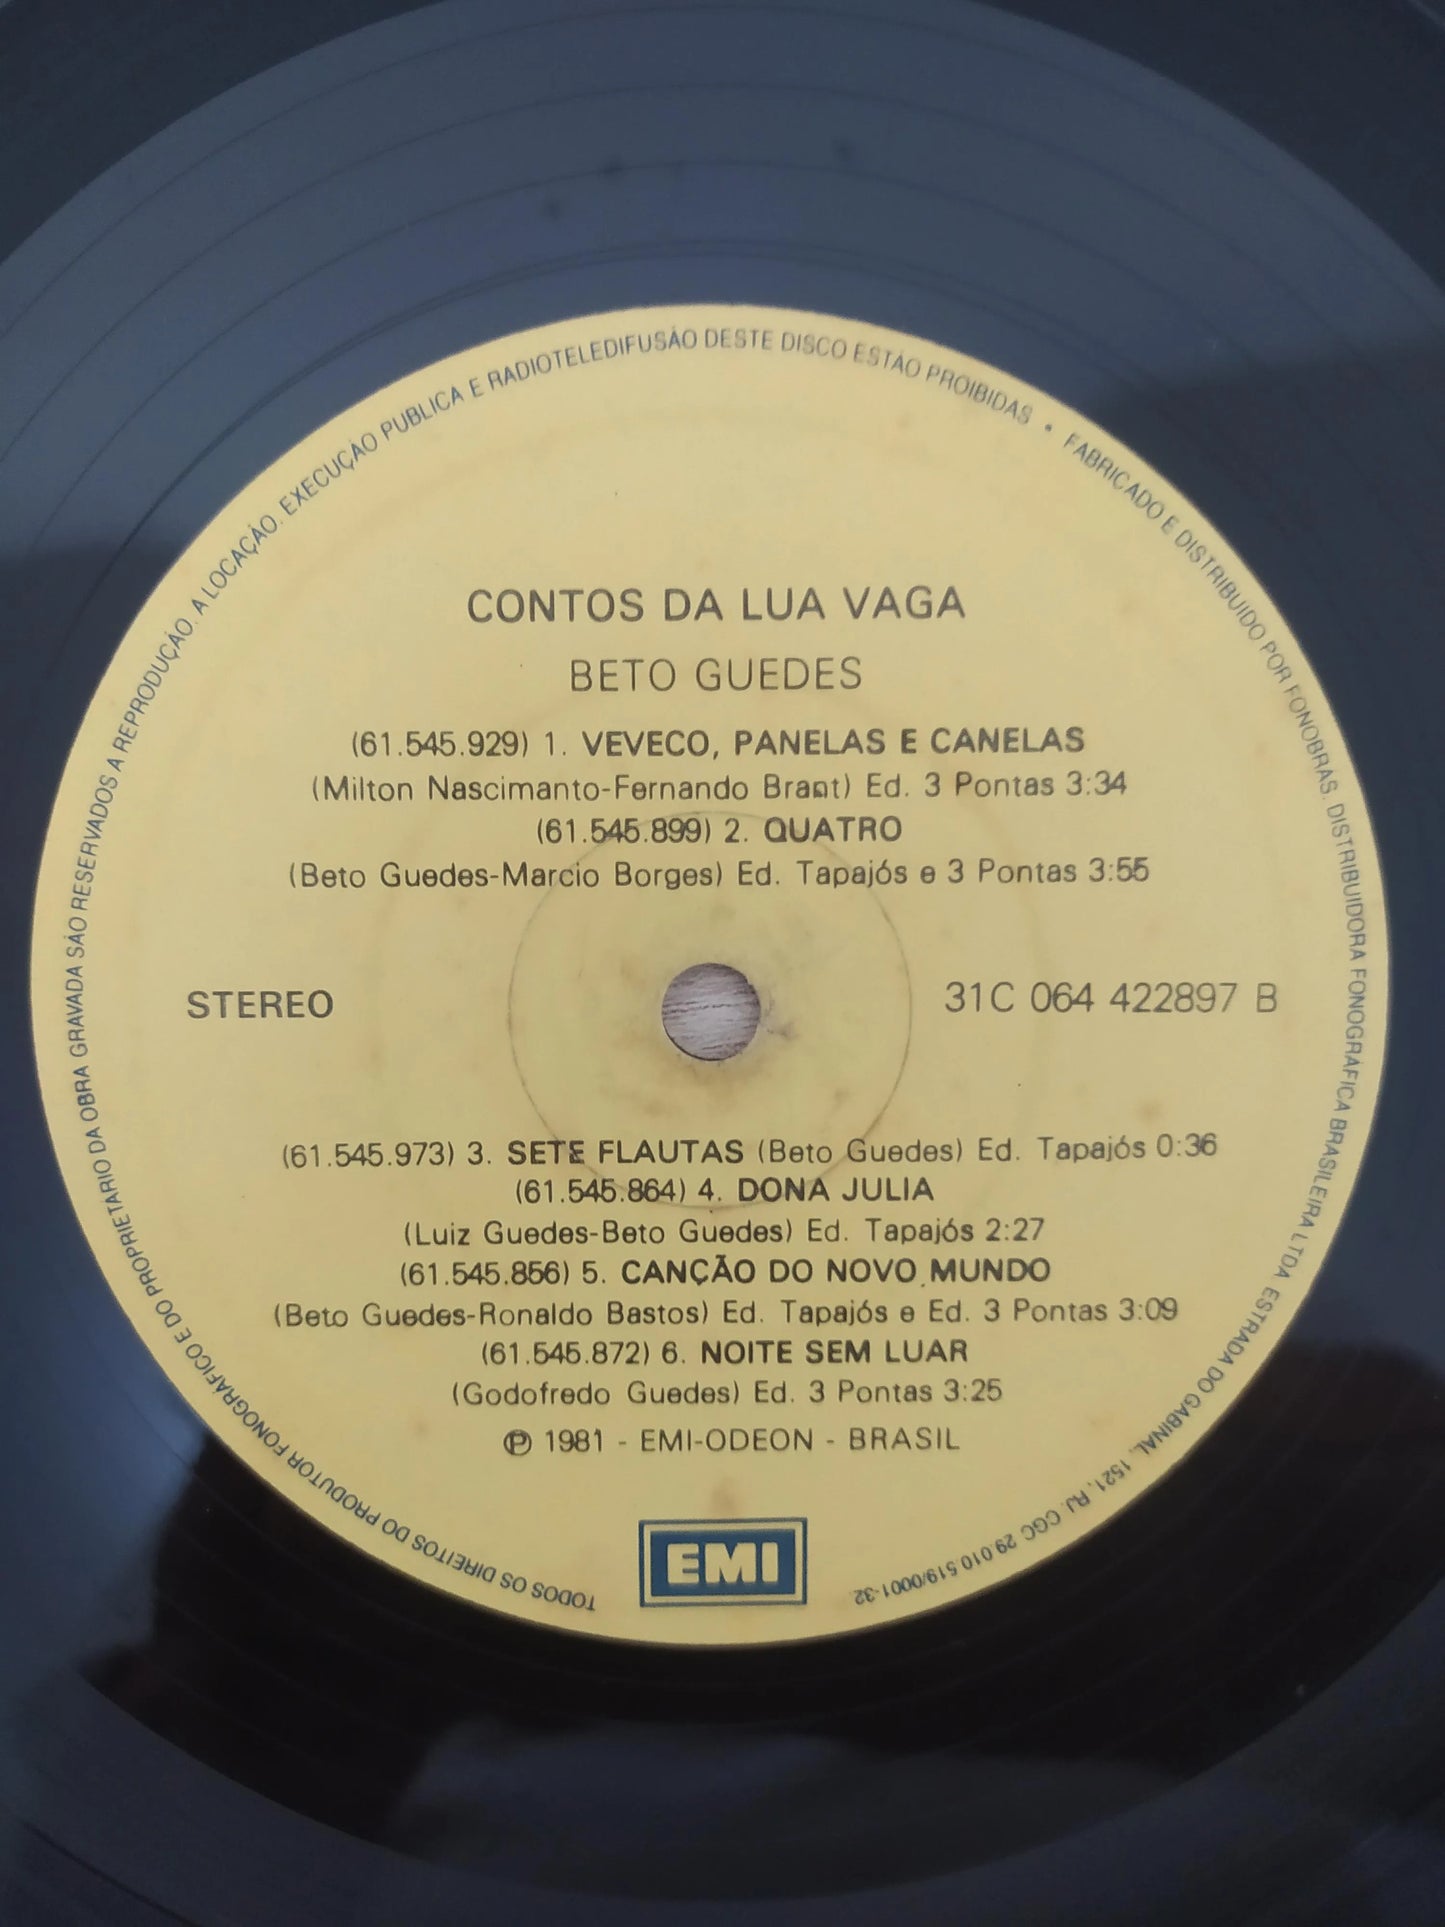 TODOS OS DIREITOS DO PRODUTOR FONOGRÁFICO E DO PROPRIETARIO DA OBRA GRAVADA SÃO RESERVADOS A REPRODUÇÃO. A LOCAÇÃO. EXECUÇÃO PUBLICA E RADIOTELEDIFUSÃO DESTE DISCO ESTÃO PROIBIDAS • FABRICADO E DISTRIBUIDO POR FONOBRÁS. DISTRIBUIDORA FONOGRÁFICA BRASILEIRA LTDA ESTRADA DO GABINAL, 1521, RJ. CGC 29.010.519/0001-32
CONTOS DA LUA VAGA
BETO GUEDES
(61.545.929) 1. VEVECO, PANELAS E CANELAS
(Milton Nascimanto-Fernando Brant) Ed. 3 Pontas 3:34
(61.545.899) 2. QUATRO
(Beto Guedes-Marcio Borges) Ed. Tapajós e 3 Pontas 3:55
STEREO
31C 064 422897 B
(61.545.973) 3. SETE FLAUTAS (Beto Guedes) Ed. Tapajós 0:36
(61.545.864) 4. DONA JULIA
(Luiz Guedes-Beto Guedes) Ed. Tapajós 2:27
(61.545.856) 5. CANÇÃO DO NOVO MUNDO
(Beto Guedes-Ronaldo Bastos) Ed. Tapajós e Ed. 3 Pontas 3:09
(61.545.872) 6. NOITE SEM LUAR
(Godofredo Guedes) Ed. 3 Pontas 3:25
℗ 1981 - EMI-ODEON - BRASIL
EMI